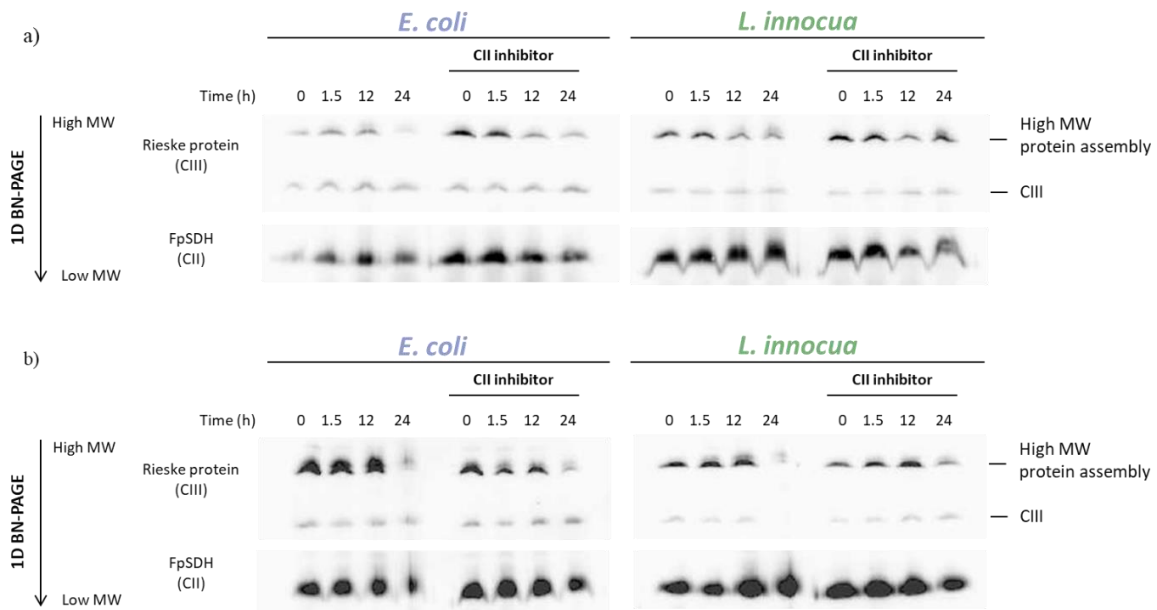 a)
E. coli
L. innocua
CII inhibitor
CII inhibitor
Time (h)
0 1.5 12 24 0 1.5 12 24 0 1.5 12 24 0 1.5 12 24
High MW
1D BN-PAGE
Low MW
Rieske protein
(CIII)
FpSDH
(CII)
High MW
protein assembly
CIII
b)
E. coli
L. innocua
CII inhibitor
CII inhibitor
Time (h)
0 1.5 12 24 0 1.5 12 24 0 1.5 12 24 0 1.5 12 24
High MW
1D BN-PAGE
Low MW
Rieske protein
(CIII)
FpSDH
(CII)
High MW
protein assembly
CIII